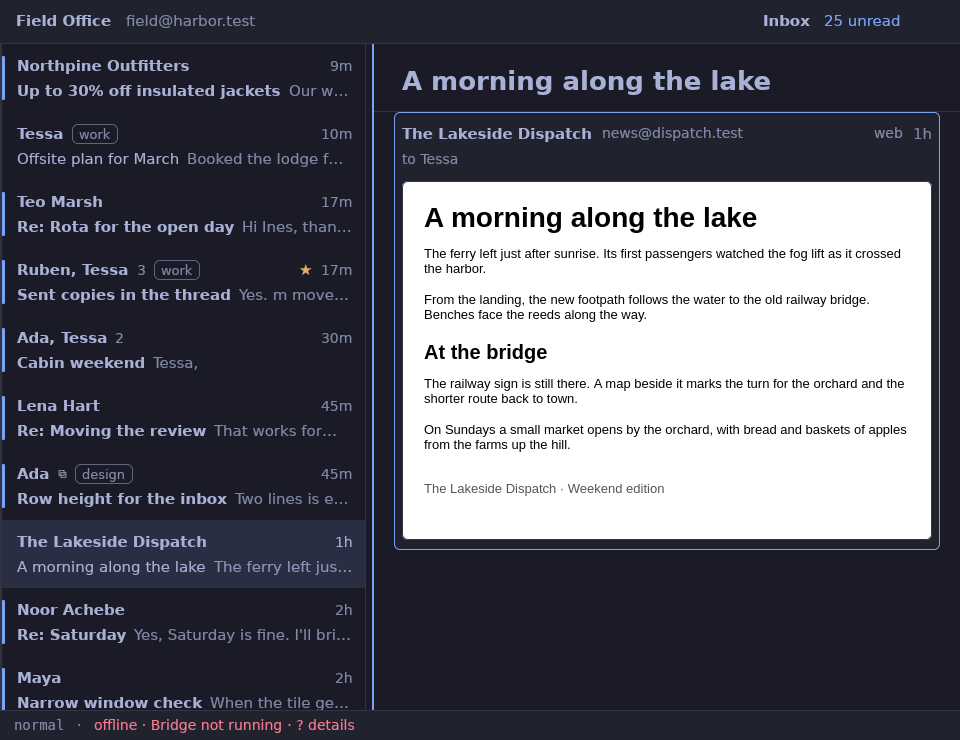 Field Office field@harbor.test Inbox 25 unread
Northpine Outfitters 9m
Up to 30% off insulated jackets Our w…
Tessa work 10m
Offsite plan for March Booked the lodge f…
Teo Marsh 17m
Re: Rota for the open day Hi Ines, than…
Ruben, Tessa 3 work ★ 17m
Sent copies in the thread Yes. m move…
Ada, Tessa 2 30m
Cabin weekend Tessa,
Lena Hart 45m
Re: Moving the review That works for…
Ada ⧉ design 45m
Row height for the inbox Two lines is e…
The Lakeside Dispatch 1h
A morning along the lake The ferry left jus…
Noor Achebe 2h
Re: Saturday Yes, Saturday is fine. I'll bri…
Maya 2h
Narrow window check When the tile ge…
A morning along the lake
The Lakeside Dispatch news@dispatch.test web 1h
to Tessa
A morning along the lake
The ferry left just after sunrise. Its first passengers watched the fog lift as it crossed
the harbor.
From the landing, the new footpath follows the water to the old railway bridge.
Benches face the reeds along the way.
At the bridge
The railway sign is still there. A map beside it marks the turn for the orchard and the
shorter route back to town.
On Sundays a small market opens by the orchard, with bread and baskets of apples
from the farms up the hill.
The Lakeside Dispatch · Weekend edition
normal · offline · Bridge not running · ? details